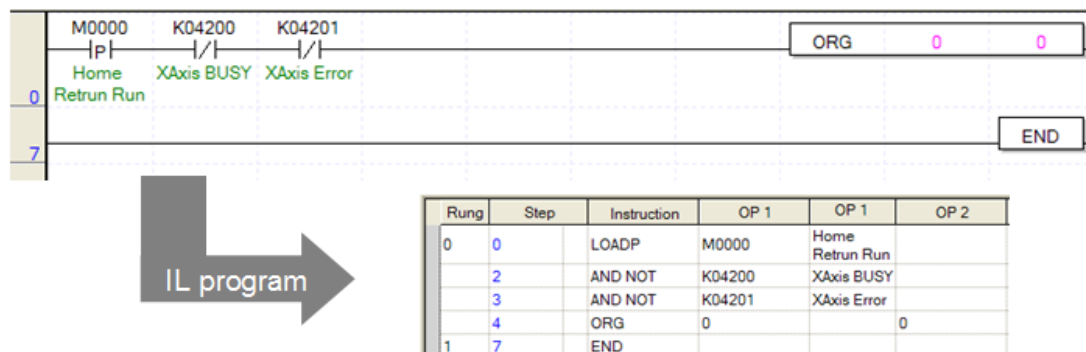 M0000 K04200 K04201
P
ORG 0 0
Home XAxis BUSY XAxis Error
0 Retrun Run
END
7
IL program
Rung Step Instruction OP 1 OP 1 OP 2
0 0 LOADP M0000 Home
Retrun Run
2 AND NOT K04200 XAxis BUSY
3 AND NOT K04201 XAxis Error
4 ORG 0 0
1 7 END